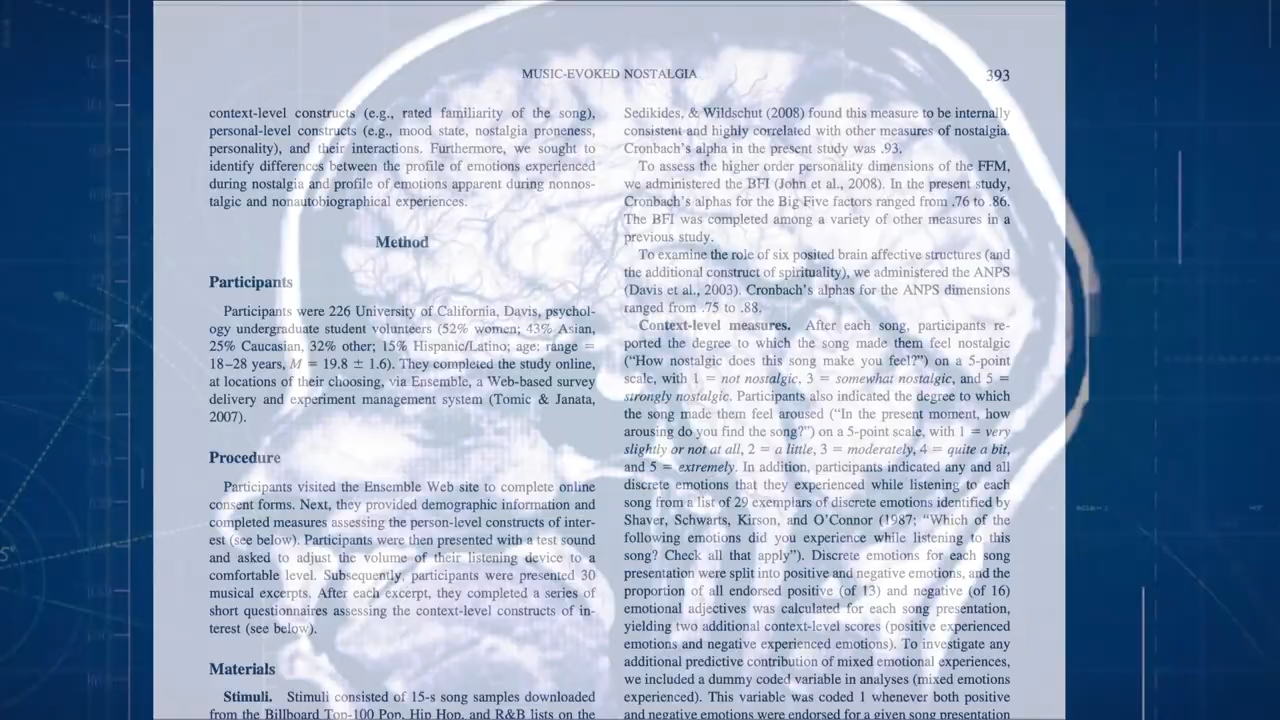 MUSIC-EVOKED NOSTALGIA
393
context-level constructs (e.g., rated familiarity of the song),
personal-level constructs (e.g., mood state, nostalgia proneness,
personality), and their interactions. Furthermore, we sought to
identify differences between the profile of emotions experienced
during nostalgia and profile of emotions apparent during nonnos-
talgic and nonautobiographical experiences.
Method
Participants
Participants were 226 University of California, Davis, psychol-
ogy undergraduate student volunteers (52% women; 43% Asian,
25% Caucasian, 32% other; 15% Hispanic/Latino; age: range =
18–28 years, M = 19.8 ± 1.6). They completed the study online,
at locations of their choosing, via Ensemble, a Web-based survey
delivery and experiment management system (Tomic & Janata,
2007).
Procedure
Participants visited the Ensemble Web site to complete online
consent forms. Next, they provided demographic information and
completed measures assessing the person-level constructs of inter-
est (see below). Participants were then presented with a test sound
and asked to adjust the volume of their listening device to a
comfortable level. Subsequently, participants were presented 30
musical excerpts. After each excerpt, they completed a series of
short questionnaires assessing the context-level constructs of in-
terest (see below).
Materials
Stimuli. Stimuli consisted of 15-s song samples downloaded
from the Billboard Top-100 Pop, Hip Hop, and R&B lists on the
Sedikides, & Wildschut (2008) found this measure to be internally
consistent and highly correlated with other measures of nostalgia.
Cronbach's alpha in the present study was .93.
To assess the higher order personality dimensions of the FFM,
we administered the BFI (John et al., 2008). In the present study,
Cronbach's alphas for the Big Five factors ranged from .76 to .86.
The BFI was completed among a variety of other measures in a
previous study.
To examine the role of six posited brain affective structures (and
the additional construct of spirituality), we administered the ANPS
(Davis et al., 2003). Cronbach's alphas for the ANPS dimensions
ranged from .75 to .88.
Context-level measures. After each song, participants re-
ported the degree to which the song made them feel nostalgic
("How nostalgic does this song make you feel?") on a 5-point
scale, with 1 = not nostalgic, 3 = somewhat nostalgic, and 5 =
strongly nostalgic. Participants also indicated the degree to which
the song made them feel aroused ("In the present moment, how
arousing do you find the song?") on a 5-point scale, with 1 = very
slightly or not at all, 2 = a little, 3 = moderately, 4 = quite a bit,
and 5 = extremely. In addition, participants indicated any and all
discrete emotions that they experienced while listening to each
song from a list of 29 exemplars of discrete emotions identified by
Shaver, Schwarts, Kirson, and O'Connor (1987; "Which of the
following emotions did you experience while listening to this
song? Check all that apply"). Discrete emotions for each song
presentation were split into positive and negative emotions, and the
proportion of all endorsed positive (of 13) and negative (of 16)
emotional adjectives was calculated for each song presentation,
yielding two additional context-level scores (positive experienced
emotions and negative experienced emotions). To investigate any
additional predictive contribution of mixed emotional experiences,
we included a dummy coded variable in analyses (mixed emotions
experienced). This variable was coded 1 whenever both positive
and negative emotions were endorsed for a given song presentation